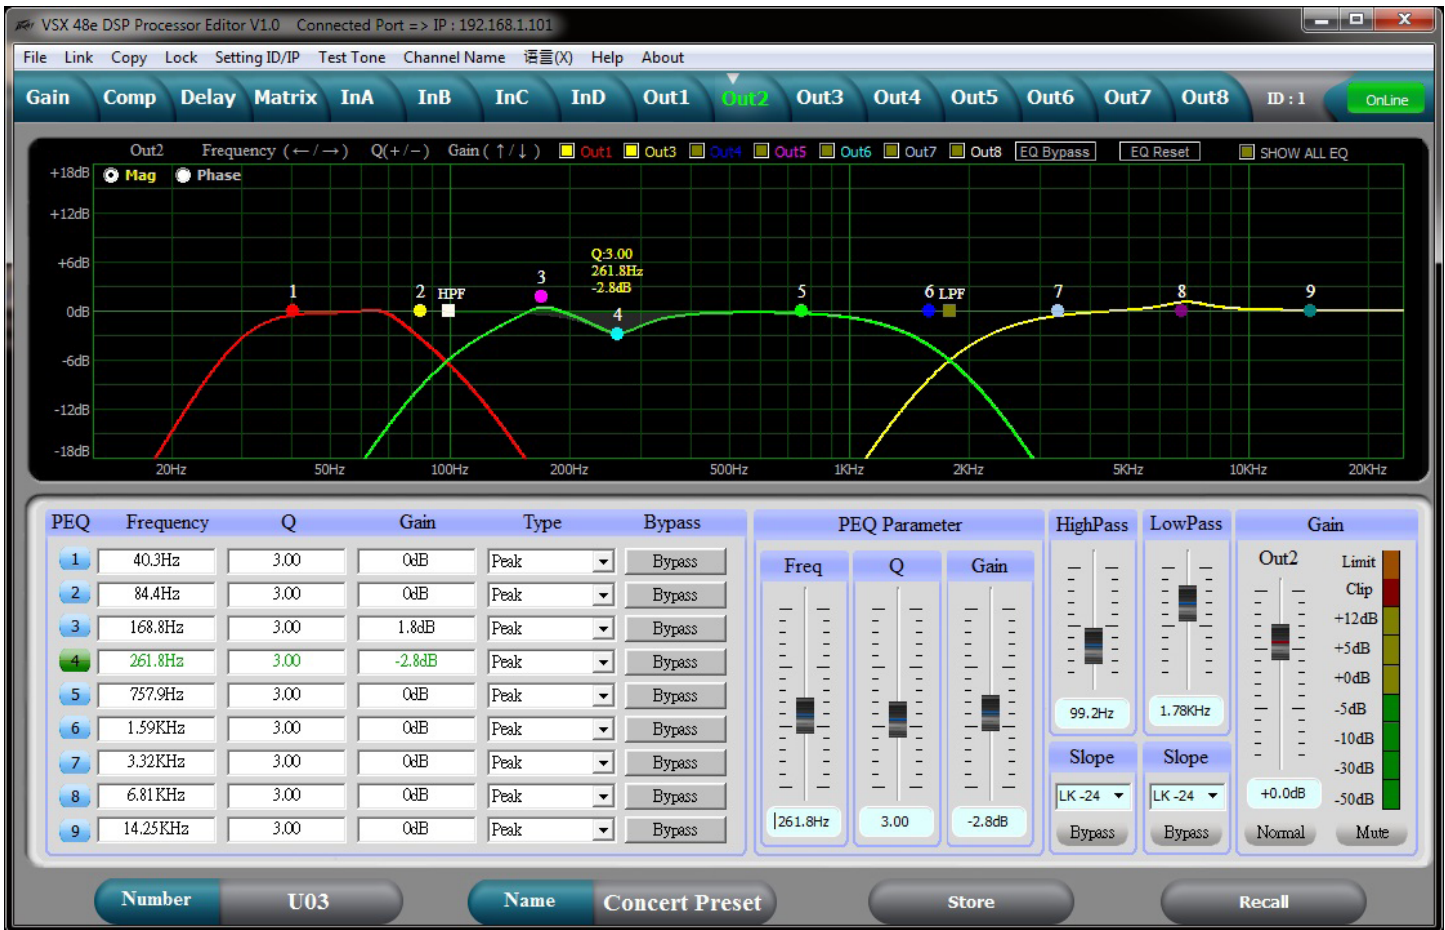 VSX 48e DSP Processor Editor V1.0 Connected Port => IP : 192.168.1.101
File Link Copy Lock Setting ID/IP Test Tone Channel Name 语言(X) Help About
Gain Comp Delay Matrix InA InB InC InD Out1 Out2 Out3 Out4 Out5 Out6 Out7 Out8 ID : 1 OnLine
Out2 Frequency (←/→) Q(+/−) Gain (↑/↓) Out1 Out3 Out4 Out5 Out6 Out7 Out8 EQ Bypass EQ Reset SHOW ALL EQ
+18dB Mag Phase
+12dB
Q:3.00
+6dB 261.8Hz
-2.8dB
1 2 HPF 3 4 5 6 LPF 7 8 9
0dB
-6dB
-12dB
-18dB
20Hz 50Hz 100Hz 200Hz 500Hz 1KHz 2KHz 5KHz 10KHz 20KHz
PEQ Frequency Q Gain Type Bypass
1 40.3Hz 3.00 0dB Peak Bypass
2 84.4Hz 3.00 0dB Peak Bypass
3 168.8Hz 3.00 1.8dB Peak Bypass
4 261.8Hz 3.00 -2.8dB Peak Bypass
5 757.9Hz 3.00 0dB Peak Bypass
6 1.59KHz 3.00 0dB Peak Bypass
7 3.32KHz 3.00 0dB Peak Bypass
8 6.81KHz 3.00 0dB Peak Bypass
9 14.25KHz 3.00 0dB Peak Bypass
PEQ Parameter
Freq Q Gain
261.8Hz 3.00 -2.8dB
HighPass LowPass
99.2Hz 1.78KHz
Slope Slope
LK -24 LK -24
Bypass Bypass
Gain
Out2
Limit
Clip
+12dB
+5dB
+0dB
-5dB
-10dB
-30dB
-50dB
+0.0dB
Normal Mute
Number U03 Name Concert Preset Store Recall